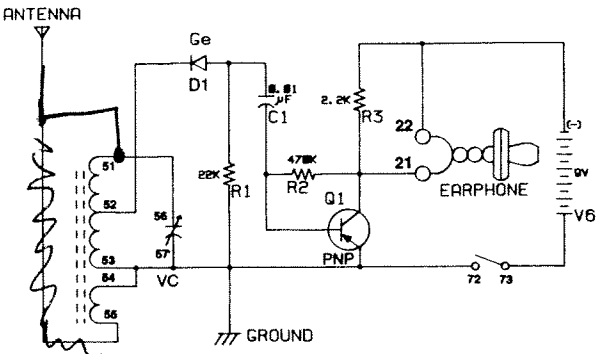 ANTENNA
Ge
D1
0.01
µF
C1
2.2K
R3
22
21
EARPHONE
(-)
9V
V6
51
52
53
54
55
56
57
VC
22K
R1
470K
R2
Q1
PNP
72
73
GROUND